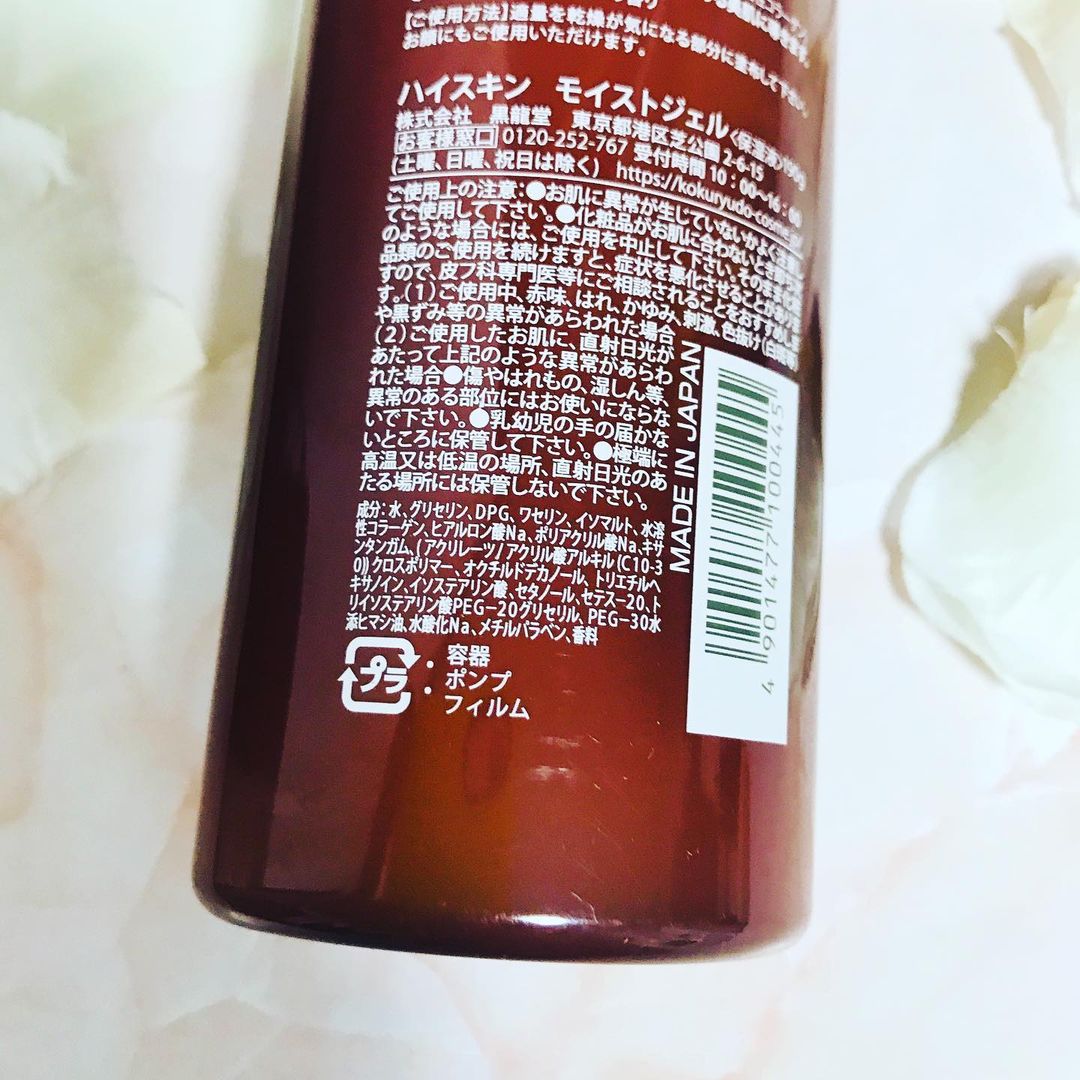 【ご使用方法】適量を乾燥が気になる部分に塗布して下さい。
お顔にもご使用いただけます。
ハイスキン モイストジェル〈保湿液〉
株式会社 黒龍堂 東京都港区芝公園2-6-15
お客様窓口 0120-252-767 受付時間 10:00~16:00
(土曜、日曜、祝日は除く) https://kokuryudo-cosme.jp/
ご使用上の注意:●お肌に異常が生じていないかよく注意し
てご使用して下さい。●化粧品がお肌に合わないとき即ち次
のような場合には、ご使用を中止して下さい。そのまま化粧
品類のご使用を続けますと、症状を悪化させることがありま
すので、皮フ科専門医等にご相談されることをおすすめしま
す。(1)ご使用中、赤味、はれ、かゆみ、刺激、色抜け(白斑等)
や黒ずみ等の異常があらわれた場合
(2)ご使用したお肌に、直射日光が
あたって上記のような異常があらわ
れた場合●傷やはれもの、湿しん等、
異常のある部位にはお使いにならな
いで下さい。●乳幼児の手の届かな
いところに保管して下さい。●極端に
高温又は低温の場所、直射日光のあ
たる場所には保管しないで下さい。
成分:水、グリセリン、DPG、ワセリン、イソマルト、水溶
性コラーゲン、ヒアルロン酸Na、ポリアクリル酸Na、キサ
ンタンガム、(アクリレーツ/アクリル酸アルキル(C10-3
0))クロスポリマー、オクチルドデカノール、トリエチルヘ
キサノイン、イソステアリン酸、セタノール、セテス-20、ト
リイソステアリン酸PEG-20グリセリル、PEG-30水
添ヒマシ油、水酸化Na、メチルパラベン、香料
プラ : 容器
ポンプ
フィルム
MADE IN JAPAN
4 901477 100445